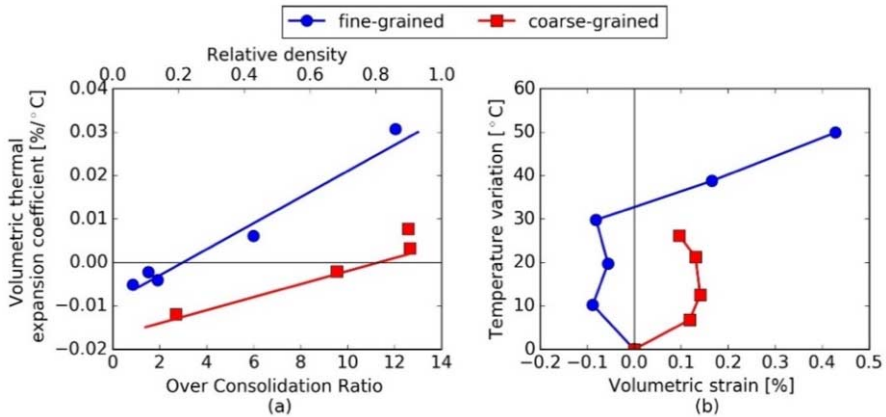 fine-grained coarse-grained
Relative density
0.0 0.2 0.4 0.6 0.8 1.0
Volumetric thermal
expansion coefficient [%/°C]
0.04
0.03
0.02
0.01
0.00
−0.01
−0.02
0 2 4 6 8 10 12 14
Over Consolidation Ratio
(a)
Temperature variation [°C]
60
50
40
30
20
10
0
−0.2 −0.1 0.0 0.1 0.2 0.3 0.4 0.5
Volumetric strain [%]
(b)